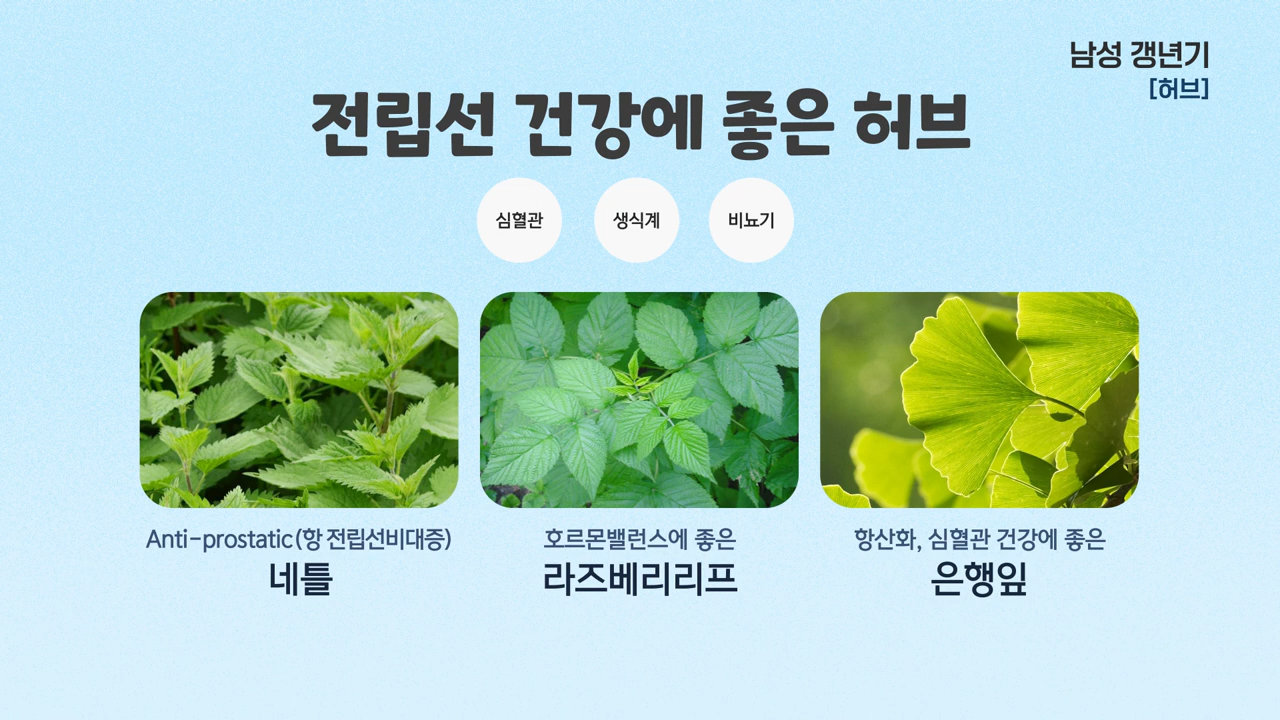 남성 갱년기
[허브]
전립선 건강에 좋은 허브
심혈관
생식계
비뇨기
Anti-prostatic(항 전립선비대증)
네틀
호르몬밸런스에 좋은
라즈베리리프
항산화, 심혈관 건강에 좋은
은행잎